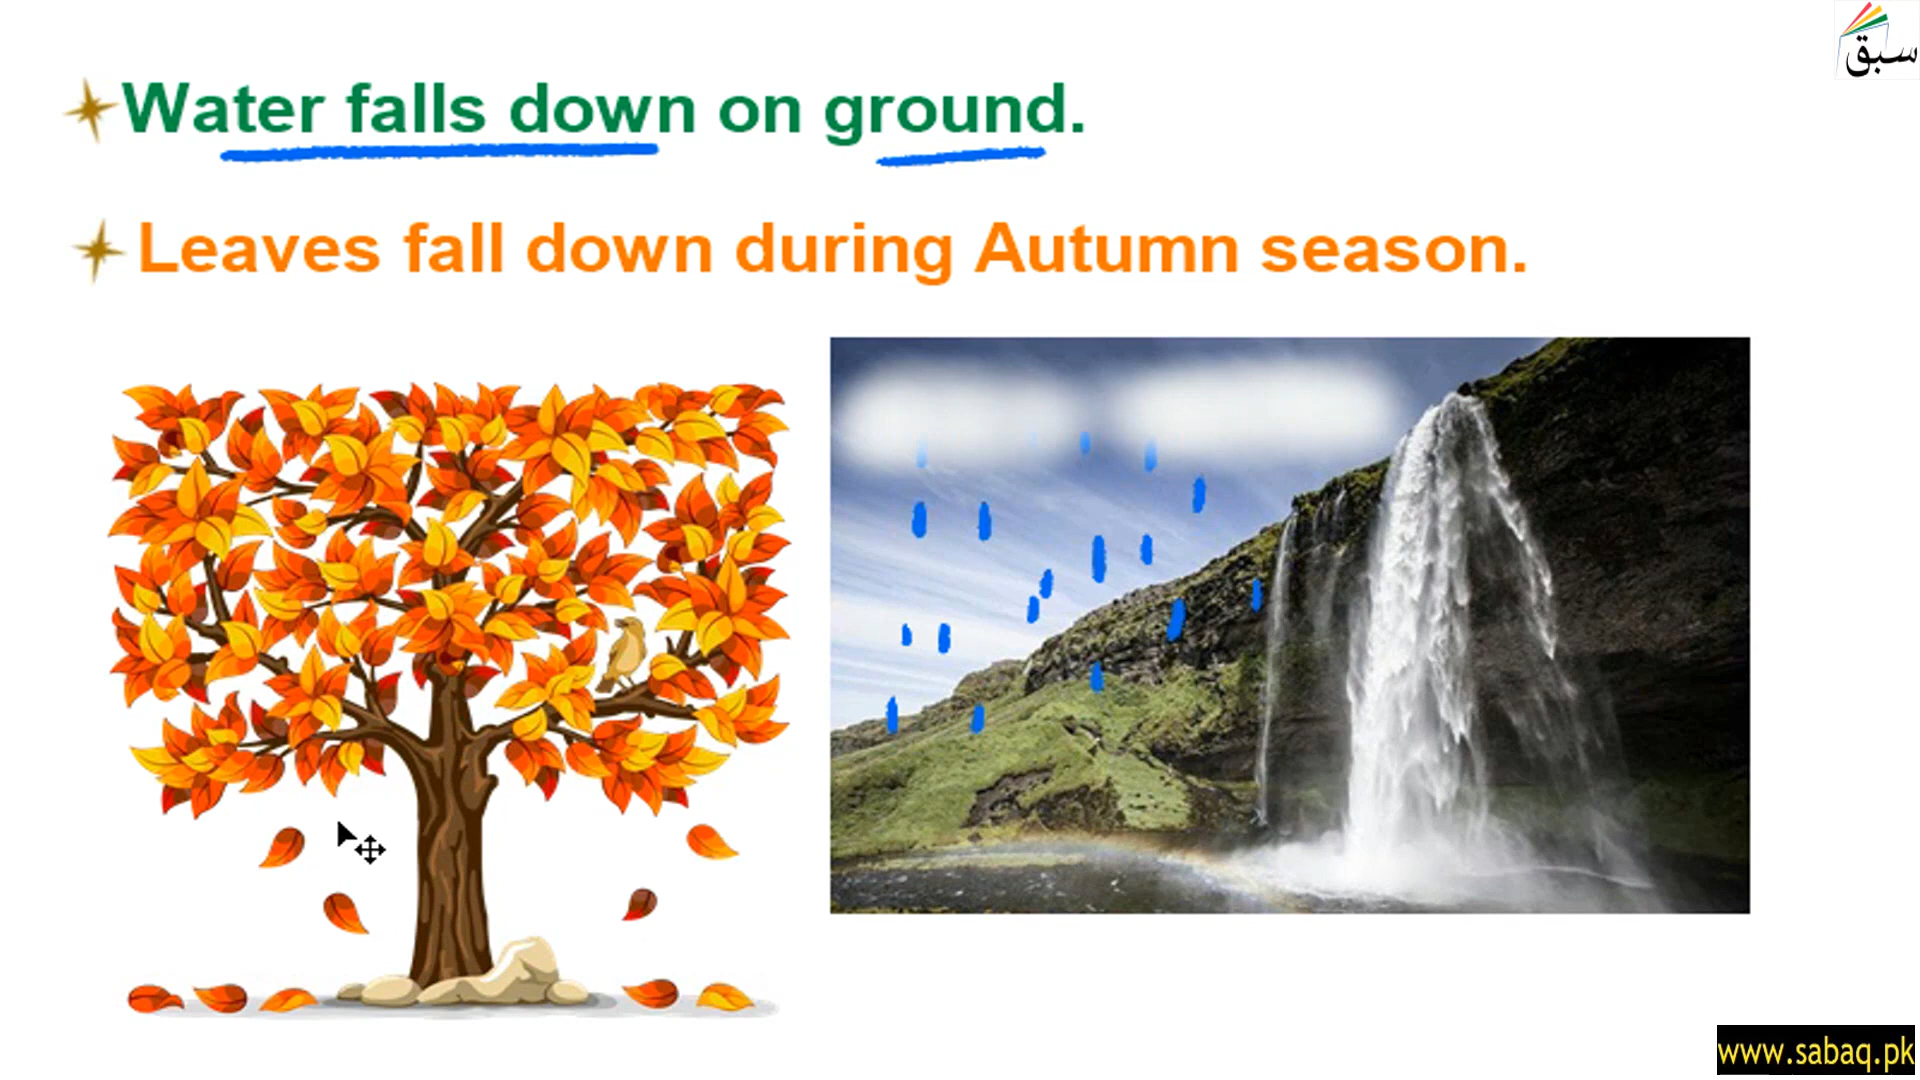 سبق
Water falls down on ground.
Leaves fall down during Autumn season.
www.sabaq.pk